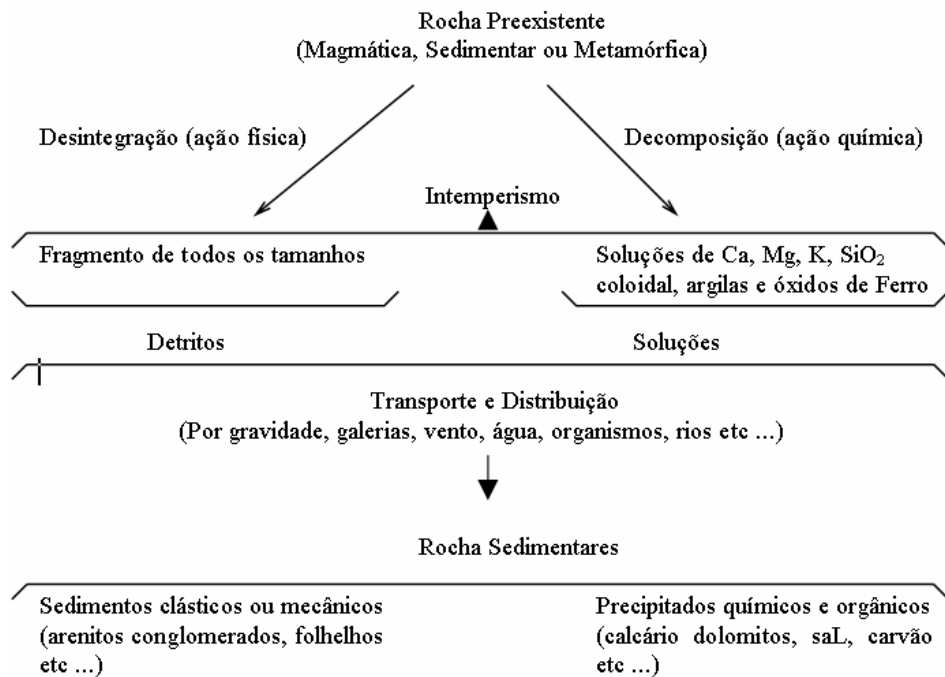 Rocha Preexistente
(Magmática, Sedimentar ou Metamórfica)
Desintegração (ação física)
Decomposição (ação química)
Intemperismo
Fragmento de todos os tamanhos
Soluções de Ca, Mg, K, SiO₂
coloidal, argilas e óxidos de Ferro
Detritos
Soluções
Transporte e Distribuição
(Por gravidade, galerias, vento, água, organismos, rios etc ...)
Rocha Sedimentares
Sedimentos clásticos ou mecânicos
(arenitos conglomerados, folhelhos
etc ...)
Precipitados químicos e orgânicos
(calcário dolomitos, saL, carvão
etc ...)